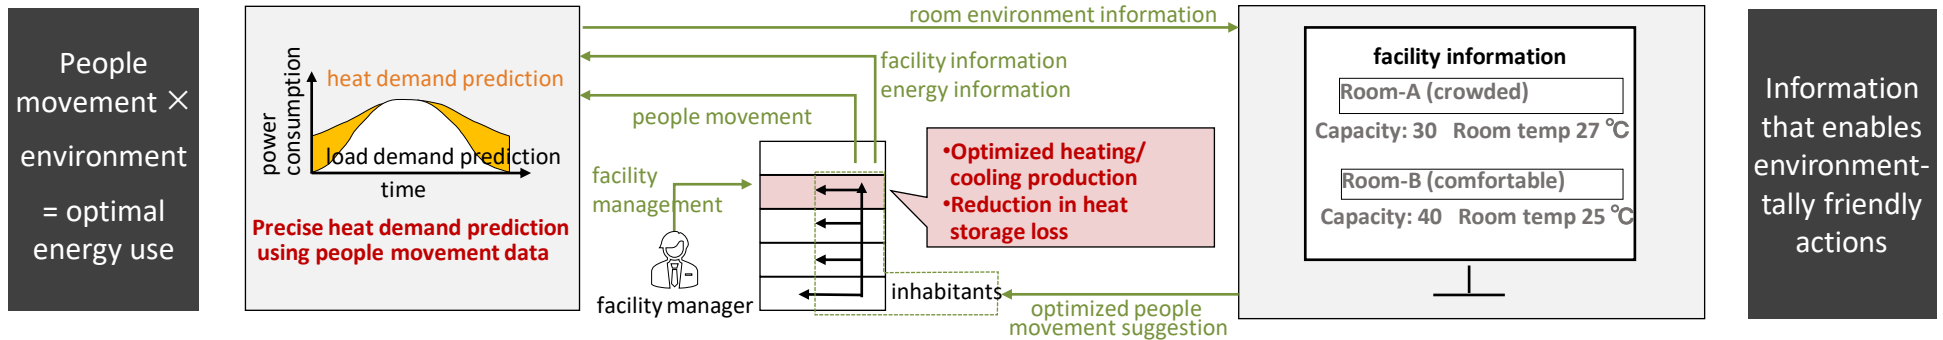 People
movement ×
environment
= optimal
energy use
power
consumption
heat demand prediction
load demand prediction
time
Precise heat demand prediction
using people movement data
room environment information
facility information
energy information
people movement
facility
management
facility manager
•Optimized heating/
cooling production
•Reduction in heat
storage loss
inhabitants
optimized people
movement suggestion
facility information
Room-A (crowded)
Capacity: 30 Room temp 27 ℃
Room-B (comfortable)
Capacity: 40 Room temp 25 ℃
Information
that enables
environment-
tally friendly
actions